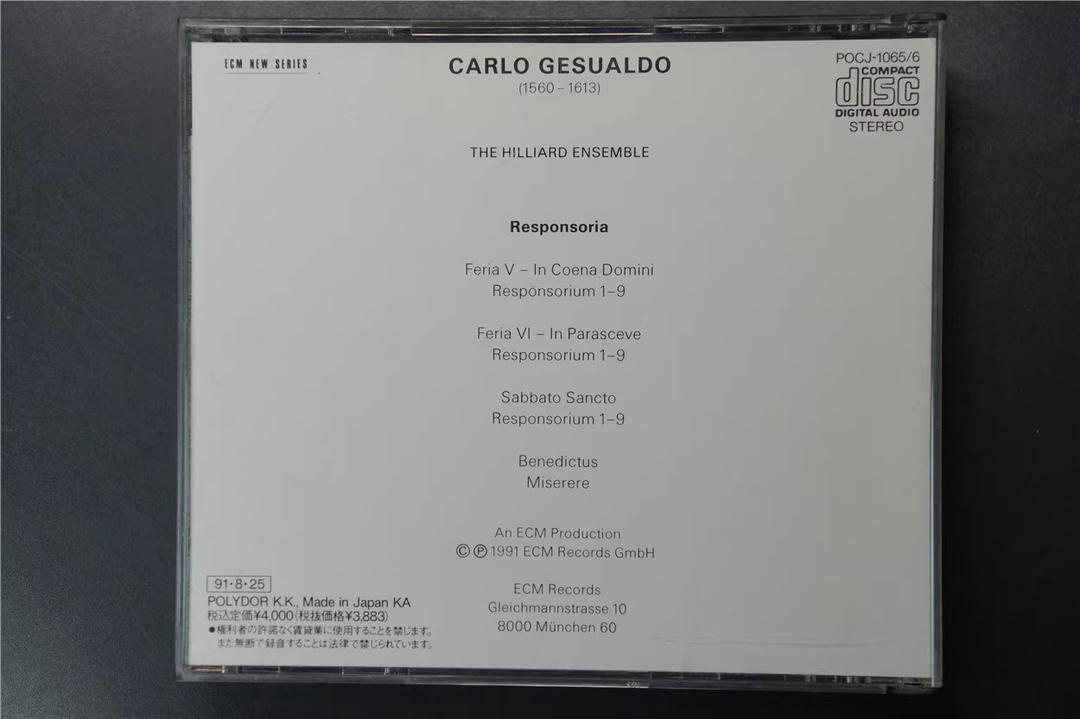 ECM NEW SERIES
CARLO GESUALDO
(1560 – 1613)
POCJ-1065/6
COMPACT
disc
DIGITAL AUDIO
STEREO
THE HILLIARD ENSEMBLE
Responsoria
Feria V – In Coena Domini
Responsorium 1–9
Feria VI – In Parasceve
Responsorium 1–9
Sabbato Sancto
Responsorium 1–9
Benedictus
Miserere
An ECM Production
©℗ 1991 ECM Records GmbH
ECM Records
Gleichmannstrasse 10
8000 München 60
91・8・25
POLYDOR K.K., Made in Japan KA
税込定価¥4,000(税抜価格¥3,883)
●権利者の許諾なく賃貸業に使用することを禁じます。
また無断で録音することは法律で禁じられています。